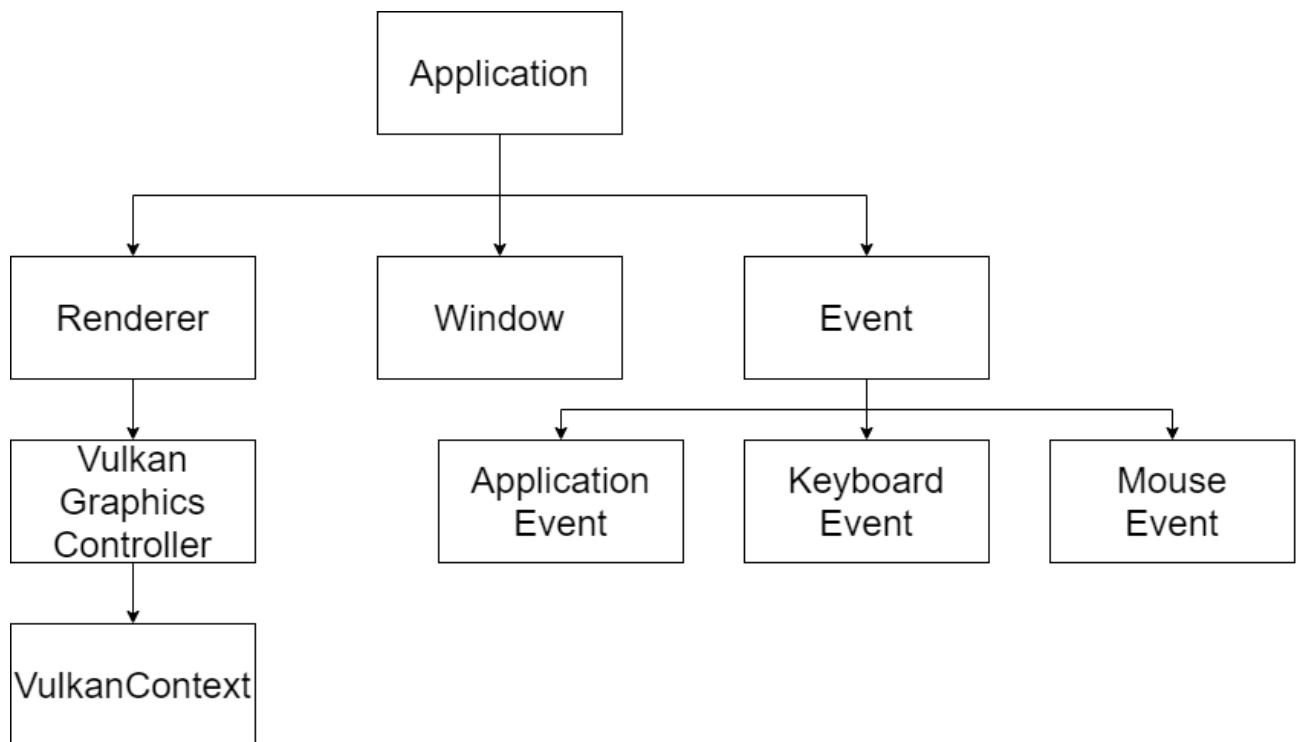 Application
Renderer
Window
Event
Vulkan
Graphics
Controller
Application
Event
Keyboard
Event
Mouse
Event
VulkanContext